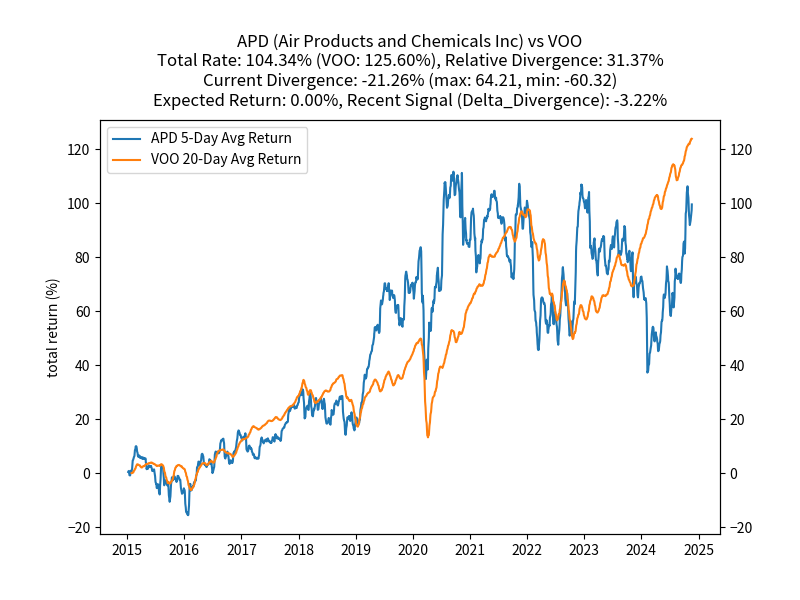 APD (Air Products and Chemicals Inc) vs VOO
Total Rate: 104.34% (VOO: 125.60%), Relative Divergence: 31.37%
Current Divergence: -21.26% (max: 64.21, min: -60.32)
Expected Return: 0.00%, Recent Signal (Delta_Divergence): -3.22%
APD 5-Day Avg Return
VOO 20-Day Avg Return
total return (%)
120 120
100 100
80 80
60 60
40 40
20 20
0 0
−20 −20
2015 2016 2017 2018 2019 2020 2021 2022 2023 2024 2025